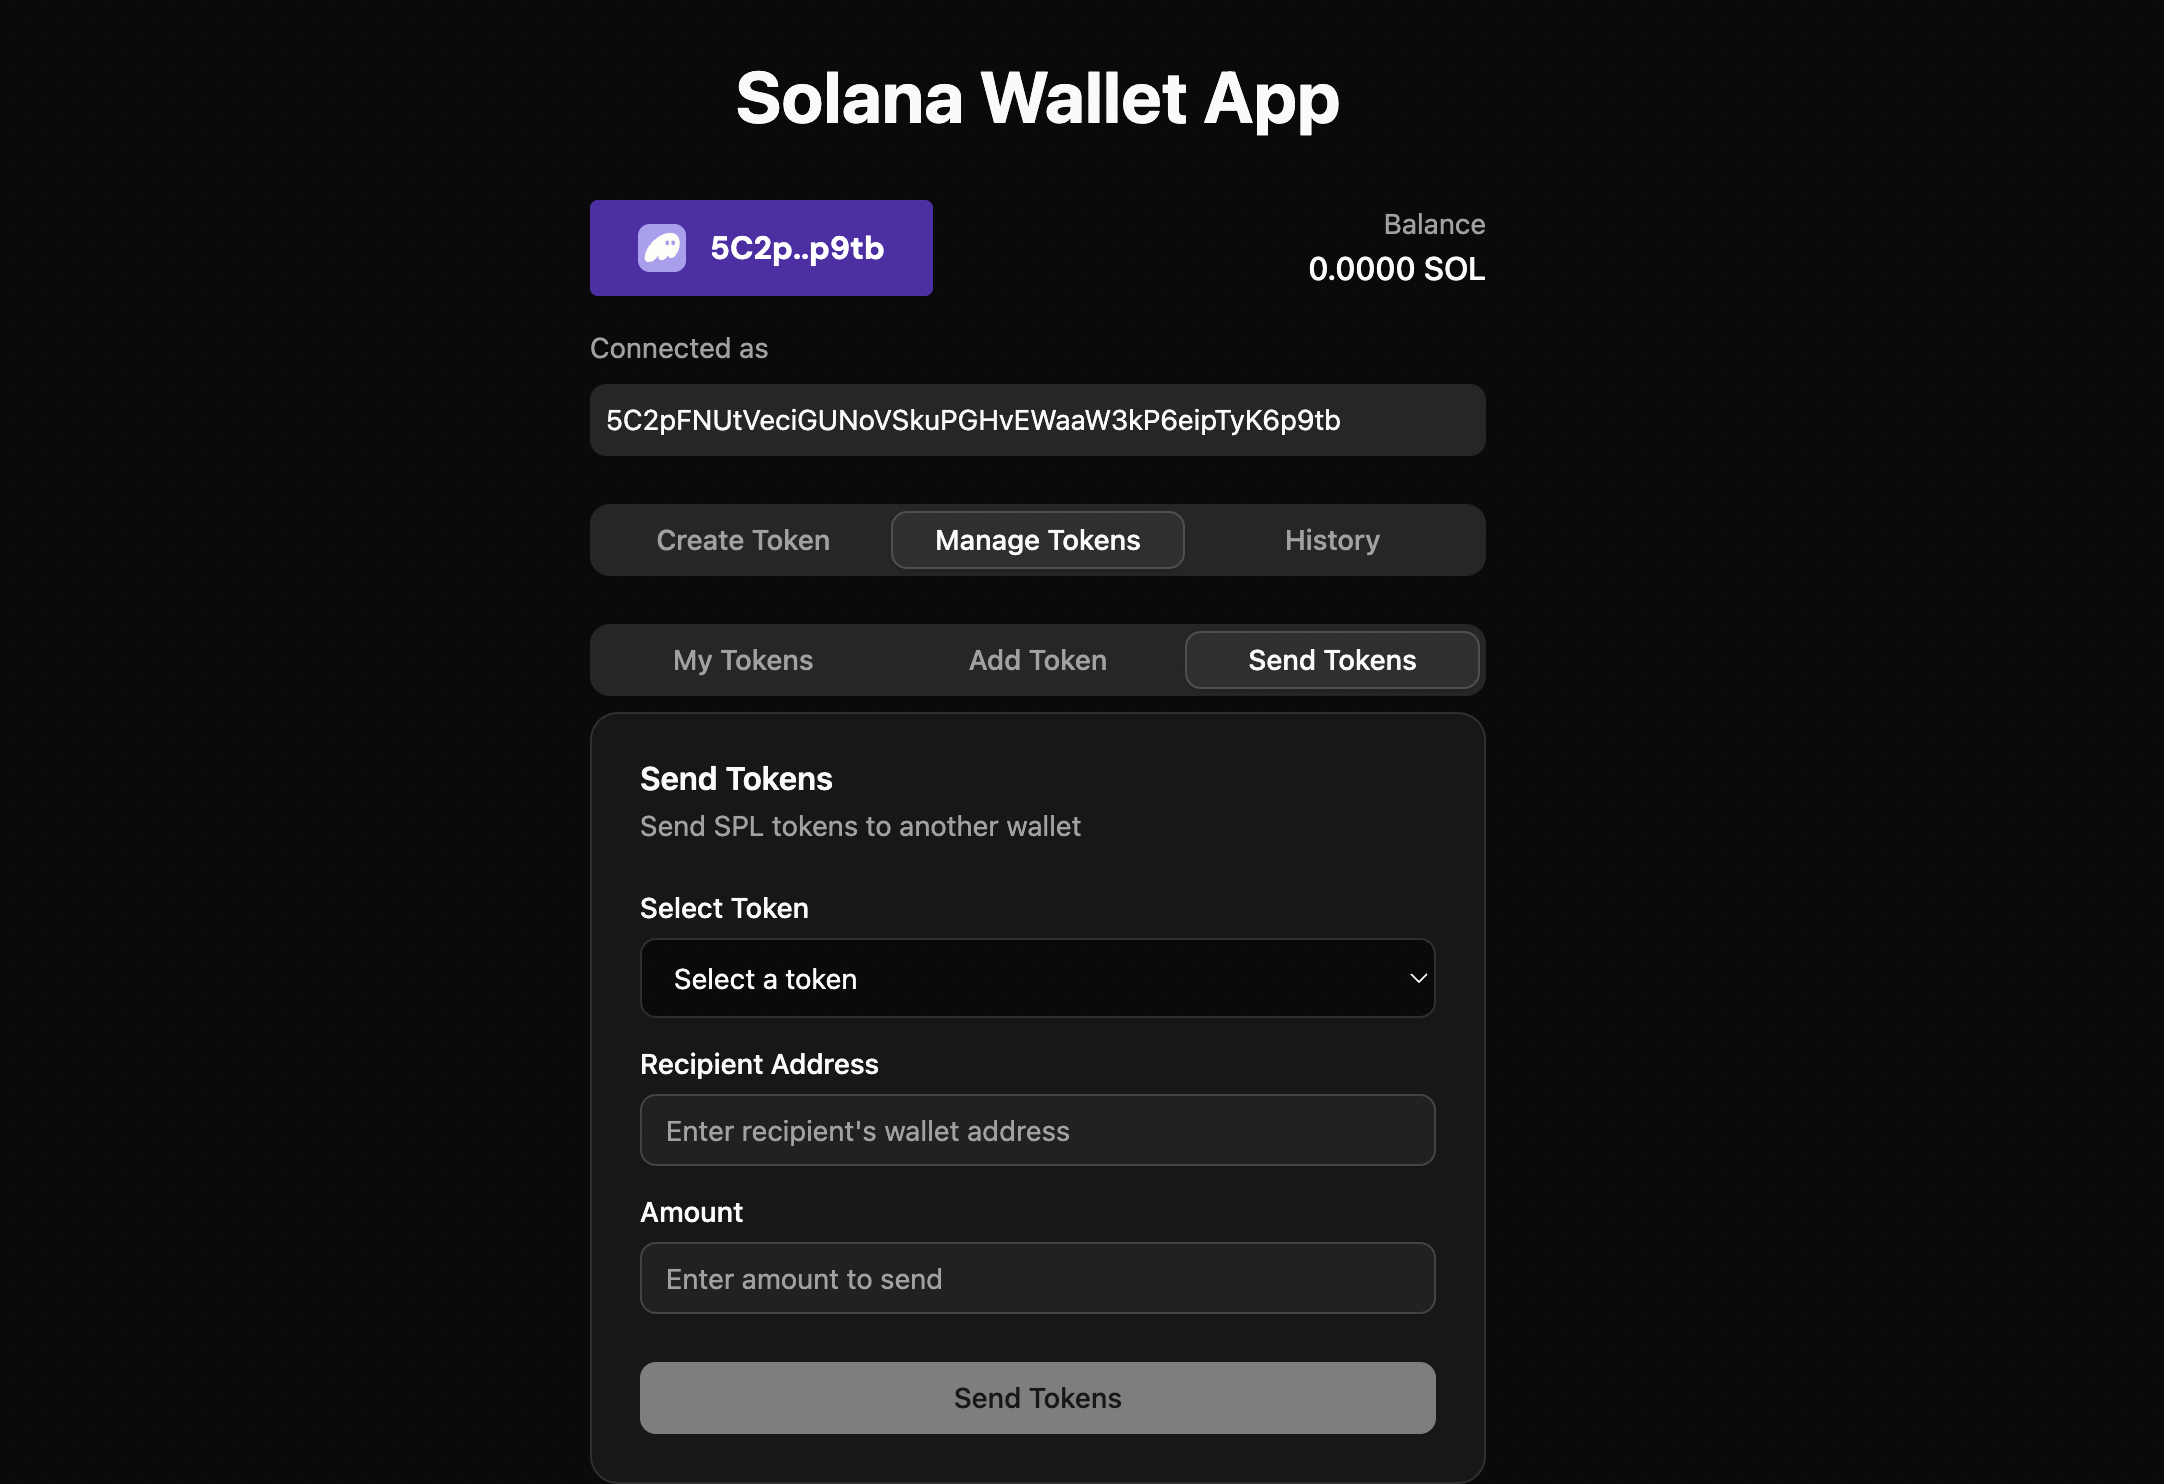 Solana Wallet App
5C2p..p9tb
Balance
0.0000 SOL
Connected as
5C2pFNUtVeciGUNoVSkuPGHvEWaaW3kP6eipTyK6p9tb
Create Token
Manage Tokens
History
My Tokens
Add Token
Send Tokens
Send Tokens
Send SPL tokens to another wallet
Select Token
Select a token
Recipient Address
Enter recipient's wallet address
Amount
Enter amount to send
Send Tokens